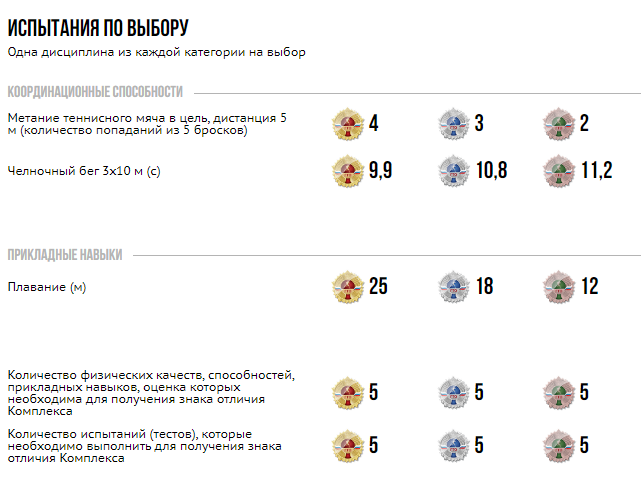 ИСПЫТАНИЯ ПО ВЫБОРУ
Одна дисциплина из каждой категории на выбор
КООРДИНАЦИОННЫЕ СПОСОБНОСТИ
Метание теннисного мяча в цель, дистанция 5
м (количество попаданий из 5 бросков)
4 3 2
Челночный бег 3х10 м (с)
9,9 10,8 11,2
ПРИКЛАДНЫЕ НАВЫКИ
Плавание (м)
25 18 12
Количество физических качеств, способностей,
прикладных навыков, оценка которых
необходима для получения знака отличия
Комплекса
5 5 5
Количество испытаний (тестов), которые
необходимо выполнить для получения знака
отличия Комплекса
5 5 5